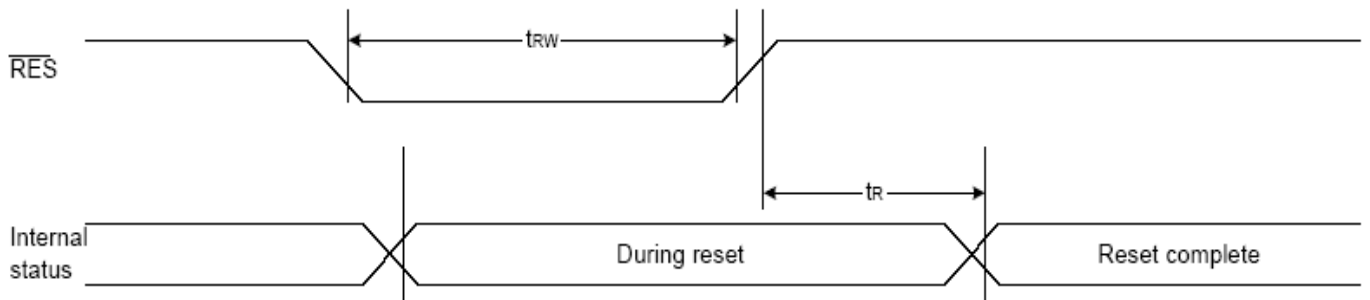 tRW
RES
tR
Internal
status
During reset
Reset complete